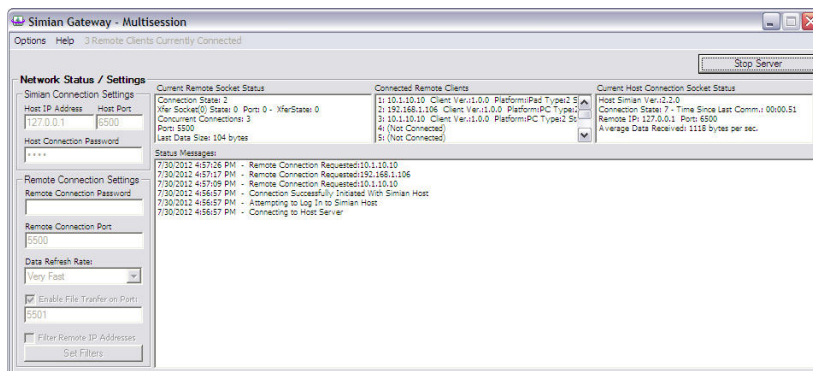 Simian Gateway - Multisession
Options Help 3 Remote Clients Currently Connected
Stop Server
Network Status / Settings
Simian Connection Settings
Host IP Address Host Port
127.0.0.1 6500
Host Connection Password
****
Remote Connection Settings
Remote Connection Password
Remote Connection Port
5500
Data Refresh Rate:
Very Fast
Enable File Tranfer on Port:
5501
Filter Remote IP Addresses
Set Filters
Current Remote Socket Status
Connection State: 2
Xfer Socket(0) State: 0 Port: 0 - XferState: 0
Concurrent Connections: 3
Port: 5500
Last Data Size: 104 bytes
Connected Remote Clients
1: 10.1.10.10 Client Ver.:1.0.0 Platform:iPad Type:2 S
2: 192.168.1.106 Client Ver.:1.0.0 Platform:PC Type:2
3: 10.1.10.10 Client Ver.:1.0.0 Platform:PC Type:2 St
4: (Not Connected)
5: (Not Connected)
Current Host Connection Socket Status
Host Simian Ver.:2.2.0
Connection State: 7 - Time Since Last Comm.: 00:00.51
Remote IP: 127.0.0.1 Port: 6500
Average Data Received: 1118 bytes per sec.
Status Messages:
7/30/2012 4:57:26 PM - Remote Connection Requested:10.1.10.10
7/30/2012 4:57:17 PM - Remote Connection Requested:192.168.1.106
7/30/2012 4:57:09 PM - Remote Connection Requested:10.1.10.10
7/30/2012 4:56:57 PM - Connection Successfully Initiated With Simian Host
7/30/2012 4:56:57 PM - Attempting to Log In to Simian Host
7/30/2012 4:56:57 PM - Connecting to Host Server